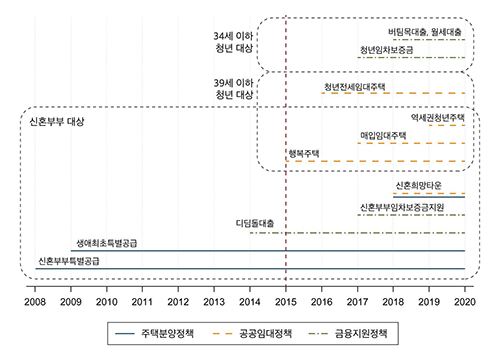 34세 이하
청년 대상
버팀목대출, 월세대출
청년임차보증금
39세 이하
청년 대상
청년전세임대주택
신혼부부 대상
역세권청년주택
매입임대주택
행복주택
신혼희망타운
신혼부부임차보증금지원
디딤돌대출
생애최초특별공급
신혼부부특별공급
2008 2009 2010 2011 2012 2013 2014 2015 2016 2017 2018 2019 2020
주택분양정책 공공임대정책 금융지원정책